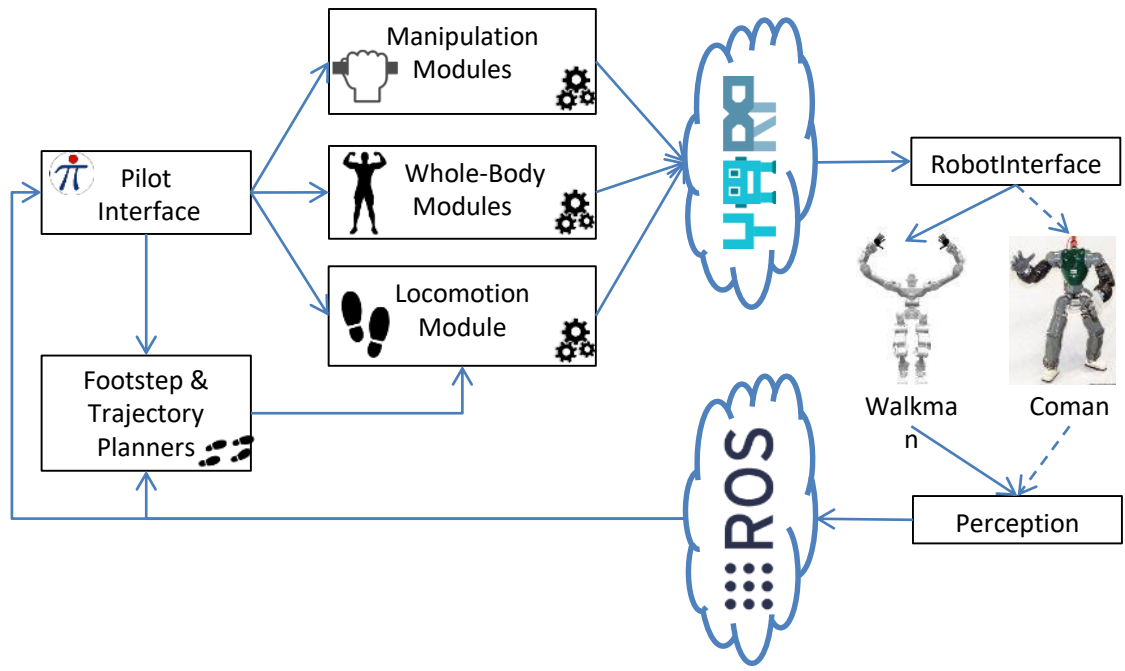 Manipulation
Modules
Pilot
Interface
Whole-Body
Modules
Locomotion
Module
Footstep &
Trajectory
Planners
YARP
RobotInterface
Walkma
n
Coman
ROS
Perception